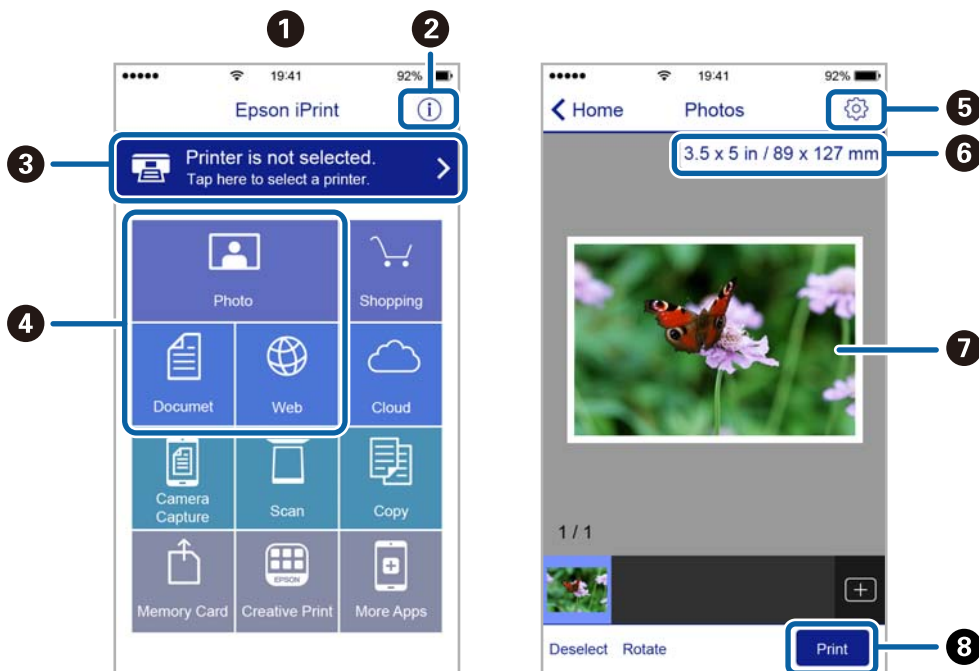 1
2
19:41
92%
Epson iPrint
i
3
Printer is not selected.
Tap here to select a printer.
4
Photo
Shopping
Documet
Web
Cloud
Camera
Capture
Scan
Copy
EPSON
Memory Card
Creative Print
More Apps
19:41
92%
Home
Photos
5
3.5 x 5 in / 89 x 127 mm
6
7
1 / 1
Deselect
Rotate
Print
8